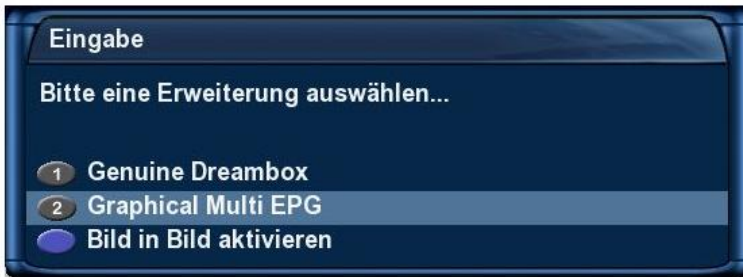 Eingabe
Bitte eine Erweiterung auswählen...
1 Genuine Dreambox
2 Graphical Multi EPG
Bild in Bild aktivieren